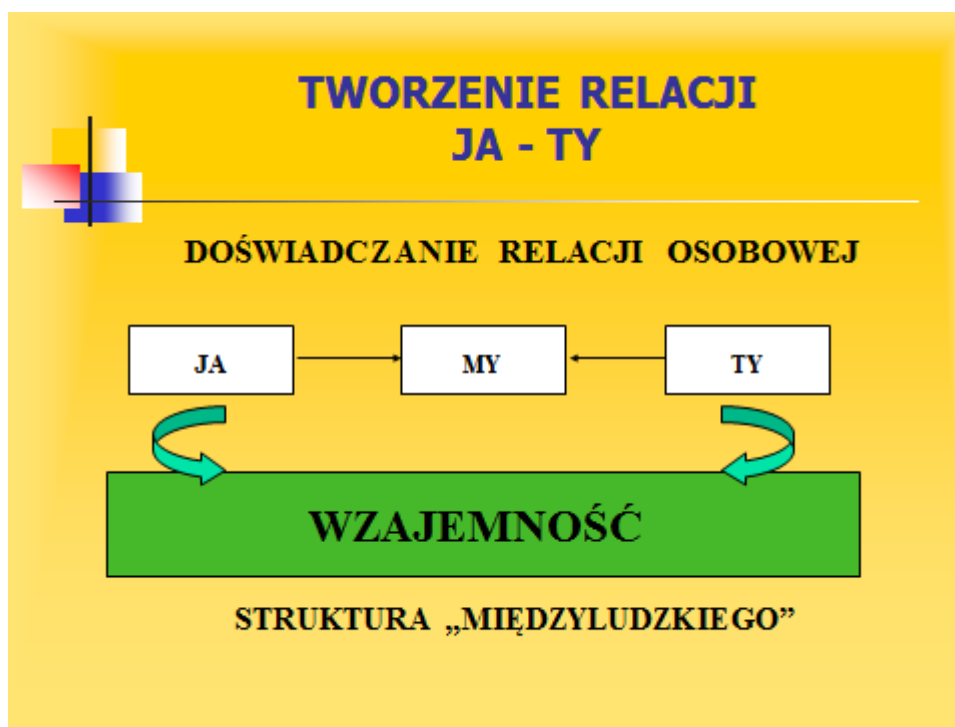 TWORZENIE RELACJI
JA - TY
DOŚWIADCZANIE RELACJI OSOBOWEJ
JA
MY
TY
WZAJEMNOŚĆ
STRUKTURA „MIĘDZYLUDZKIEGO”